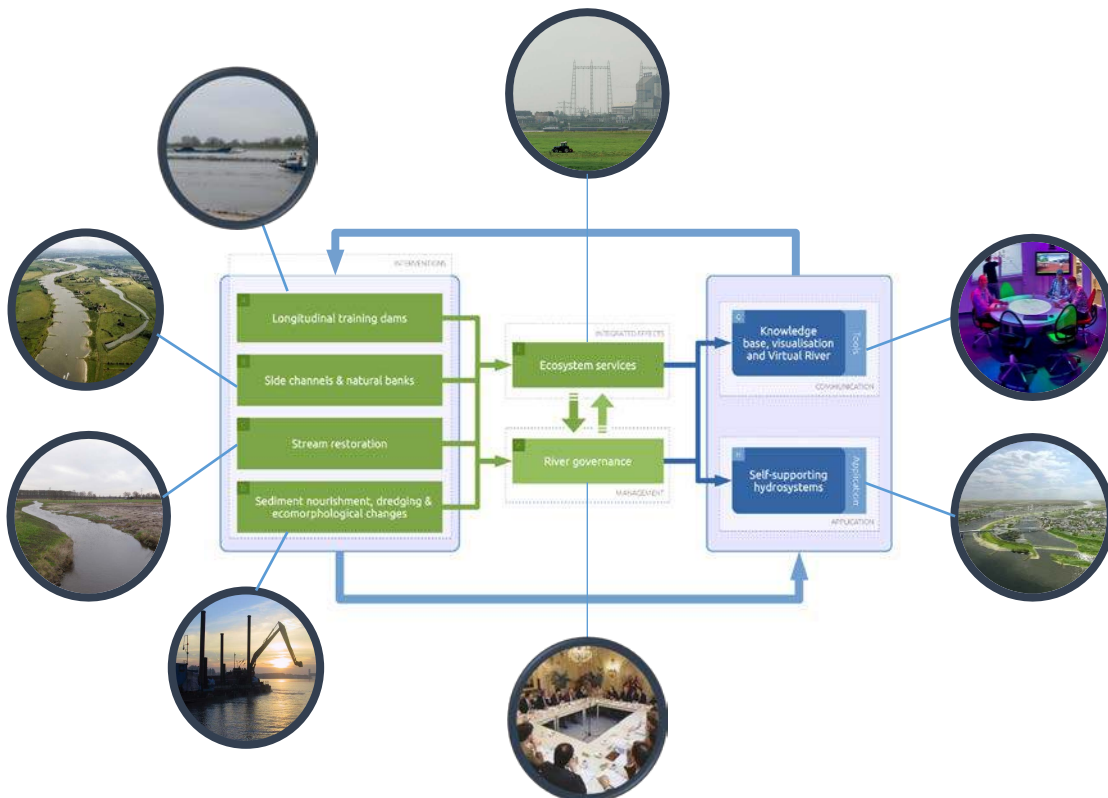 INTERVENTIONS
A
Longitudinal training dams
B
Side channels & natural banks
C
Stream restoration
D
Sediment nourishment, dredging &
ecomorphological changes
INTEGRATED EFFECTS
E
Ecosystem services
F
River governance
MANAGEMENT
G
Knowledge
base, visualisation
and Virtual River
Tools
COMMUNICATION
H
Self-supporting
hydrosystems
Application
APPLICATION